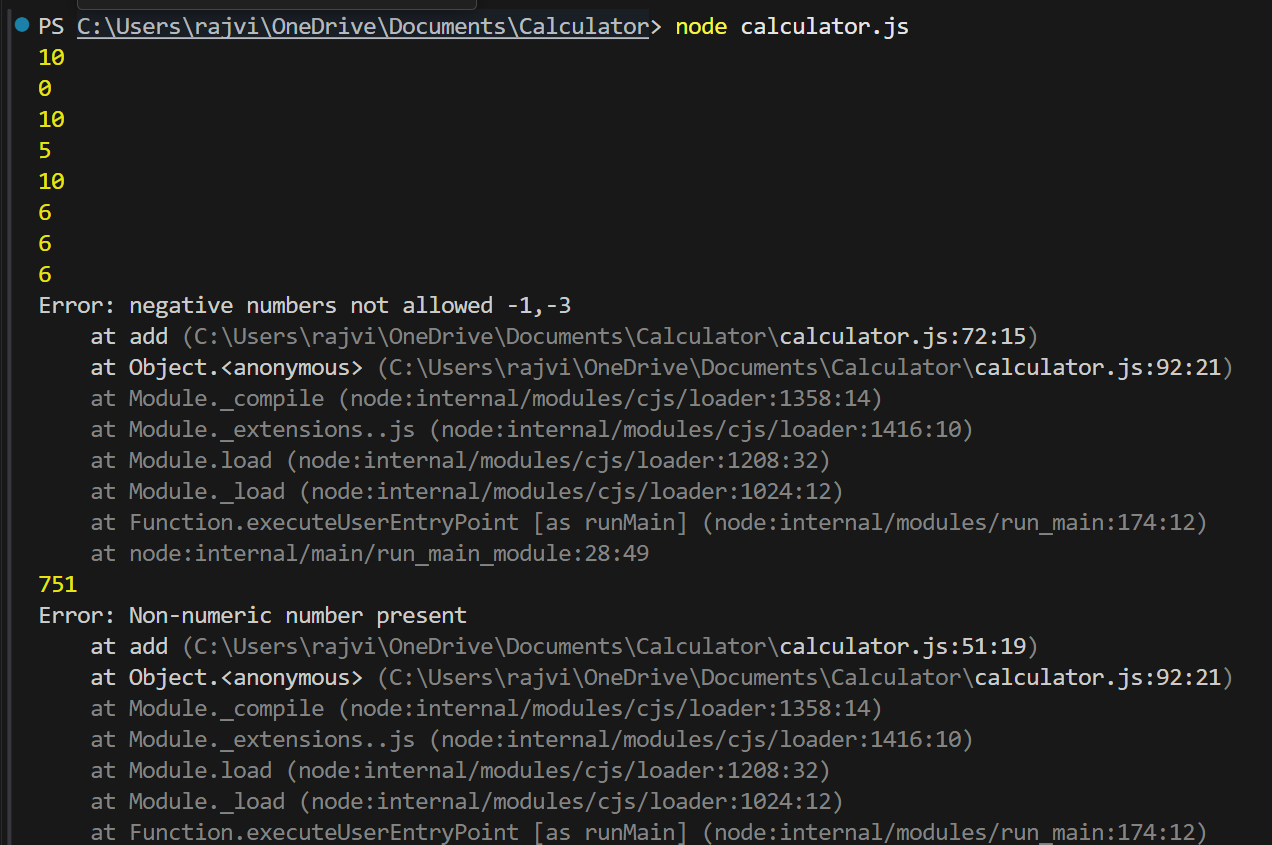 PS C:\Users\rajvi\OneDrive\Documents\Calculator> node calculator.js
10
0
10
5
10
6
6
6
Error: negative numbers not allowed -1,-3
    at add (C:\Users\rajvi\OneDrive\Documents\Calculator\calculator.js:72:15)
    at Object.<anonymous> (C:\Users\rajvi\OneDrive\Documents\Calculator\calculator.js:92:21)
    at Module._compile (node:internal/modules/cjs/loader:1358:14)
    at Module._extensions..js (node:internal/modules/cjs/loader:1416:10)
    at Module.load (node:internal/modules/cjs/loader:1208:32)
    at Module._load (node:internal/modules/cjs/loader:1024:12)
    at Function.executeUserEntryPoint [as runMain] (node:internal/modules/run_main:174:12)
    at node:internal/main/run_main_module:28:49
751
Error: Non-numeric number present
    at add (C:\Users\rajvi\OneDrive\Documents\Calculator\calculator.js:51:19)
    at Object.<anonymous> (C:\Users\rajvi\OneDrive\Documents\Calculator\calculator.js:92:21)
    at Module._compile (node:internal/modules/cjs/loader:1358:14)
    at Module._extensions..js (node:internal/modules/cjs/loader:1416:10)
    at Module.load (node:internal/modules/cjs/loader:1208:32)
    at Module._load (node:internal/modules/cjs/loader:1024:12)
    at Function.executeUserEntryPoint [as runMain] (node:internal/modules/run_main:174:12)